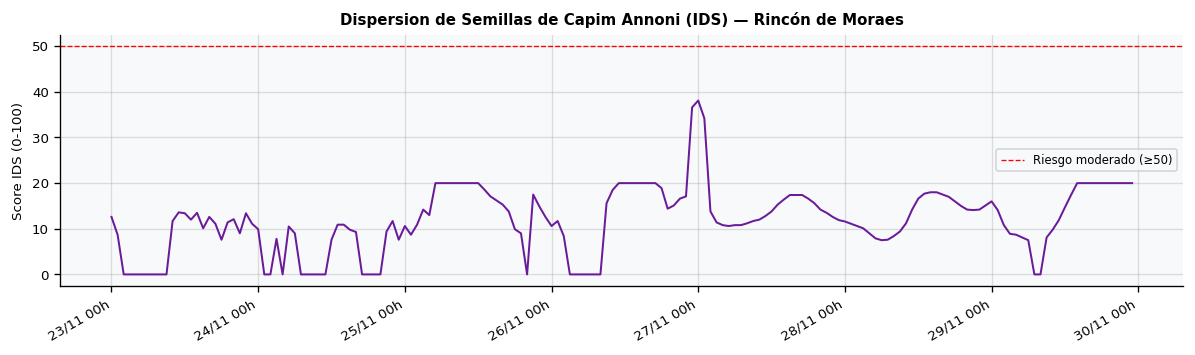 Dispersion de Semillas de Capim Annoni (IDS) — Rincón de Moraes
Score IDS (0-100)
50
40
30
20
10
0
Riesgo moderado (≥50)
23/11 00h
24/11 00h
25/11 00h
26/11 00h
27/11 00h
28/11 00h
29/11 00h
30/11 00h